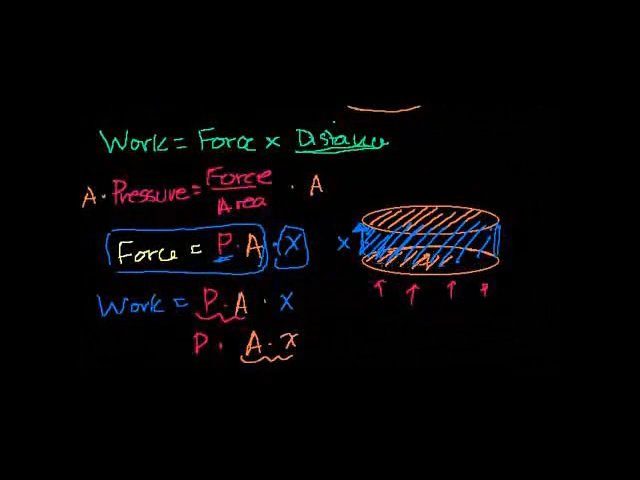 Work = Force x Distance
A · Pressure = Force / Area · A
Force = P · A · x
Work = P · A · x
P · A · x
x
A
P